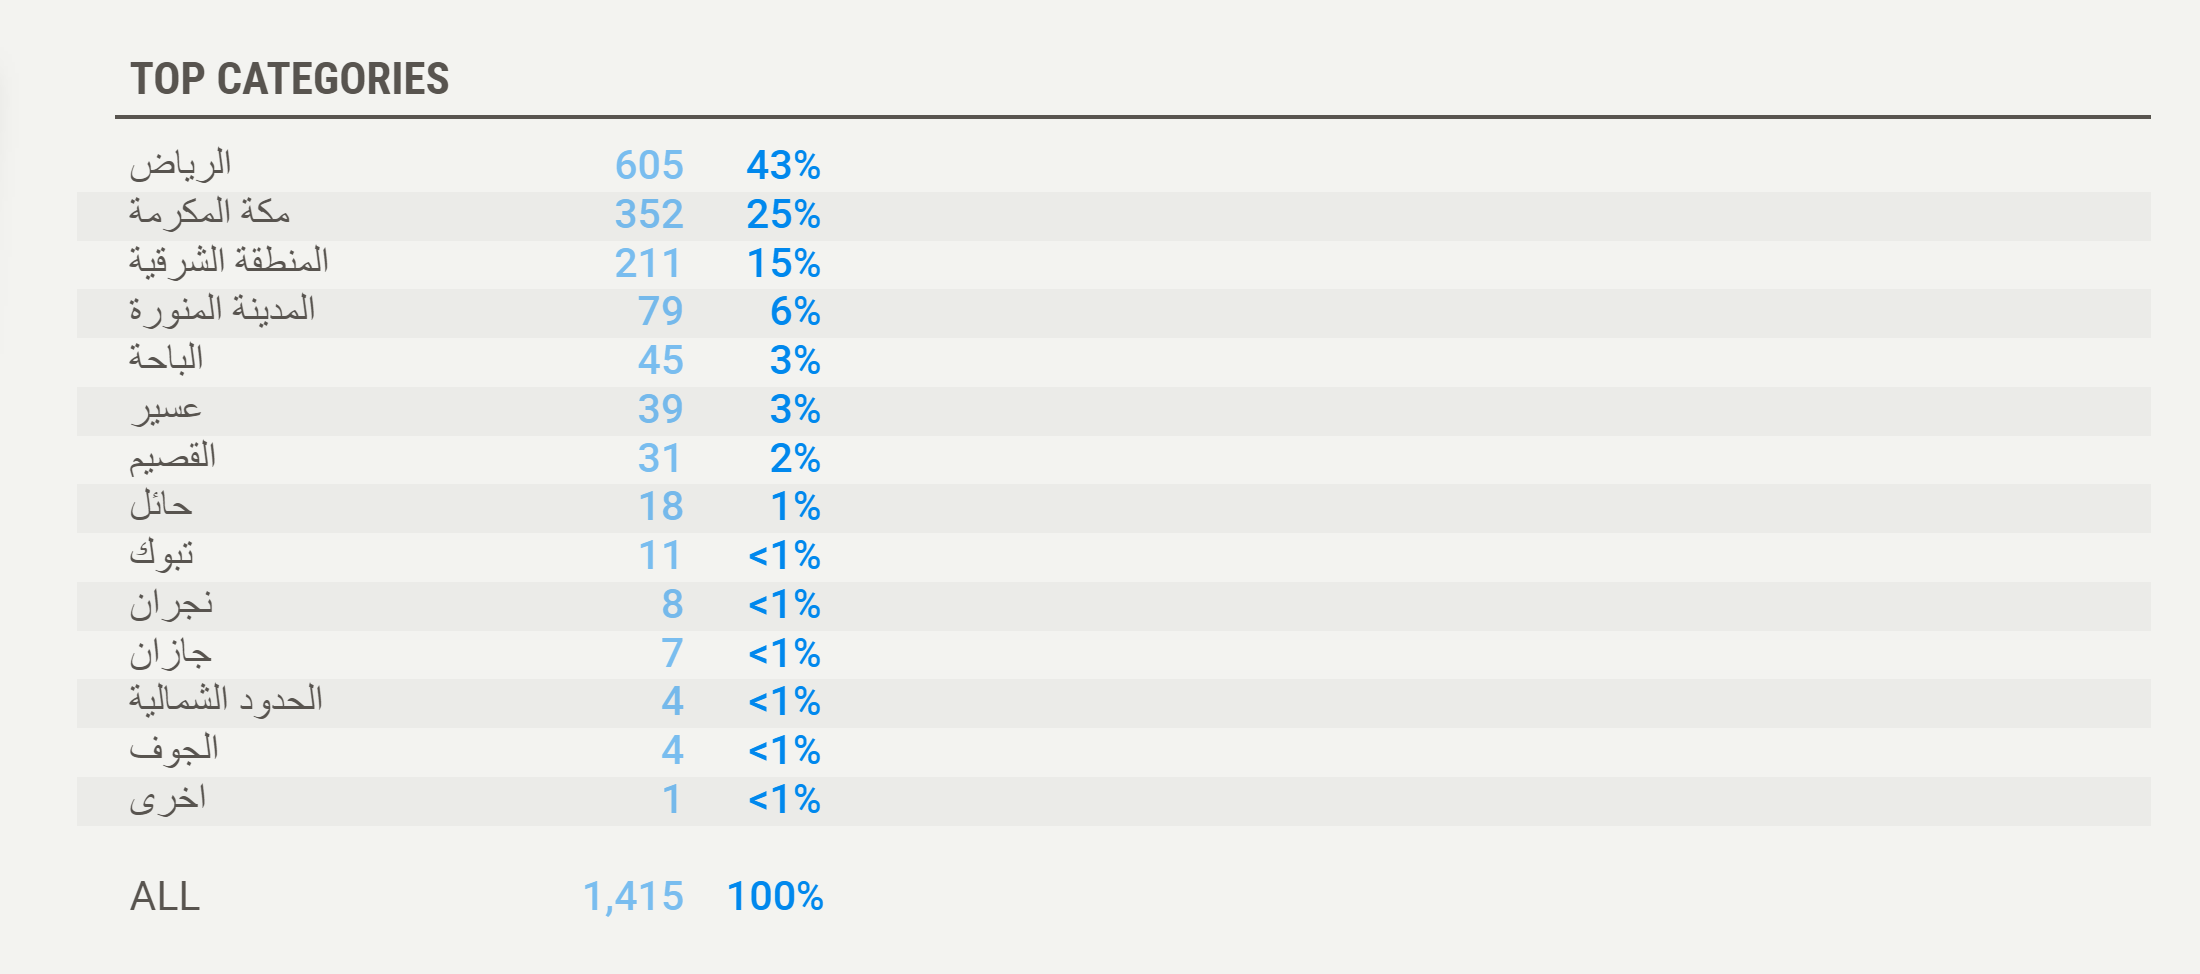 TOP CATEGORIES
الرياض 605 43%
مكة المكرمة 352 25%
المنطقة الشرقية 211 15%
المدينة المنورة 79 6%
الباحة 45 3%
عسير 39 3%
القصيم 31 2%
حائل 18 1%
تبوك 11 <1%
نجران 8 <1%
جازان 7 <1%
الحدود الشمالية 4 <1%
الجوف 4 <1%
اخرى 1 <1%
ALL 1,415 100%